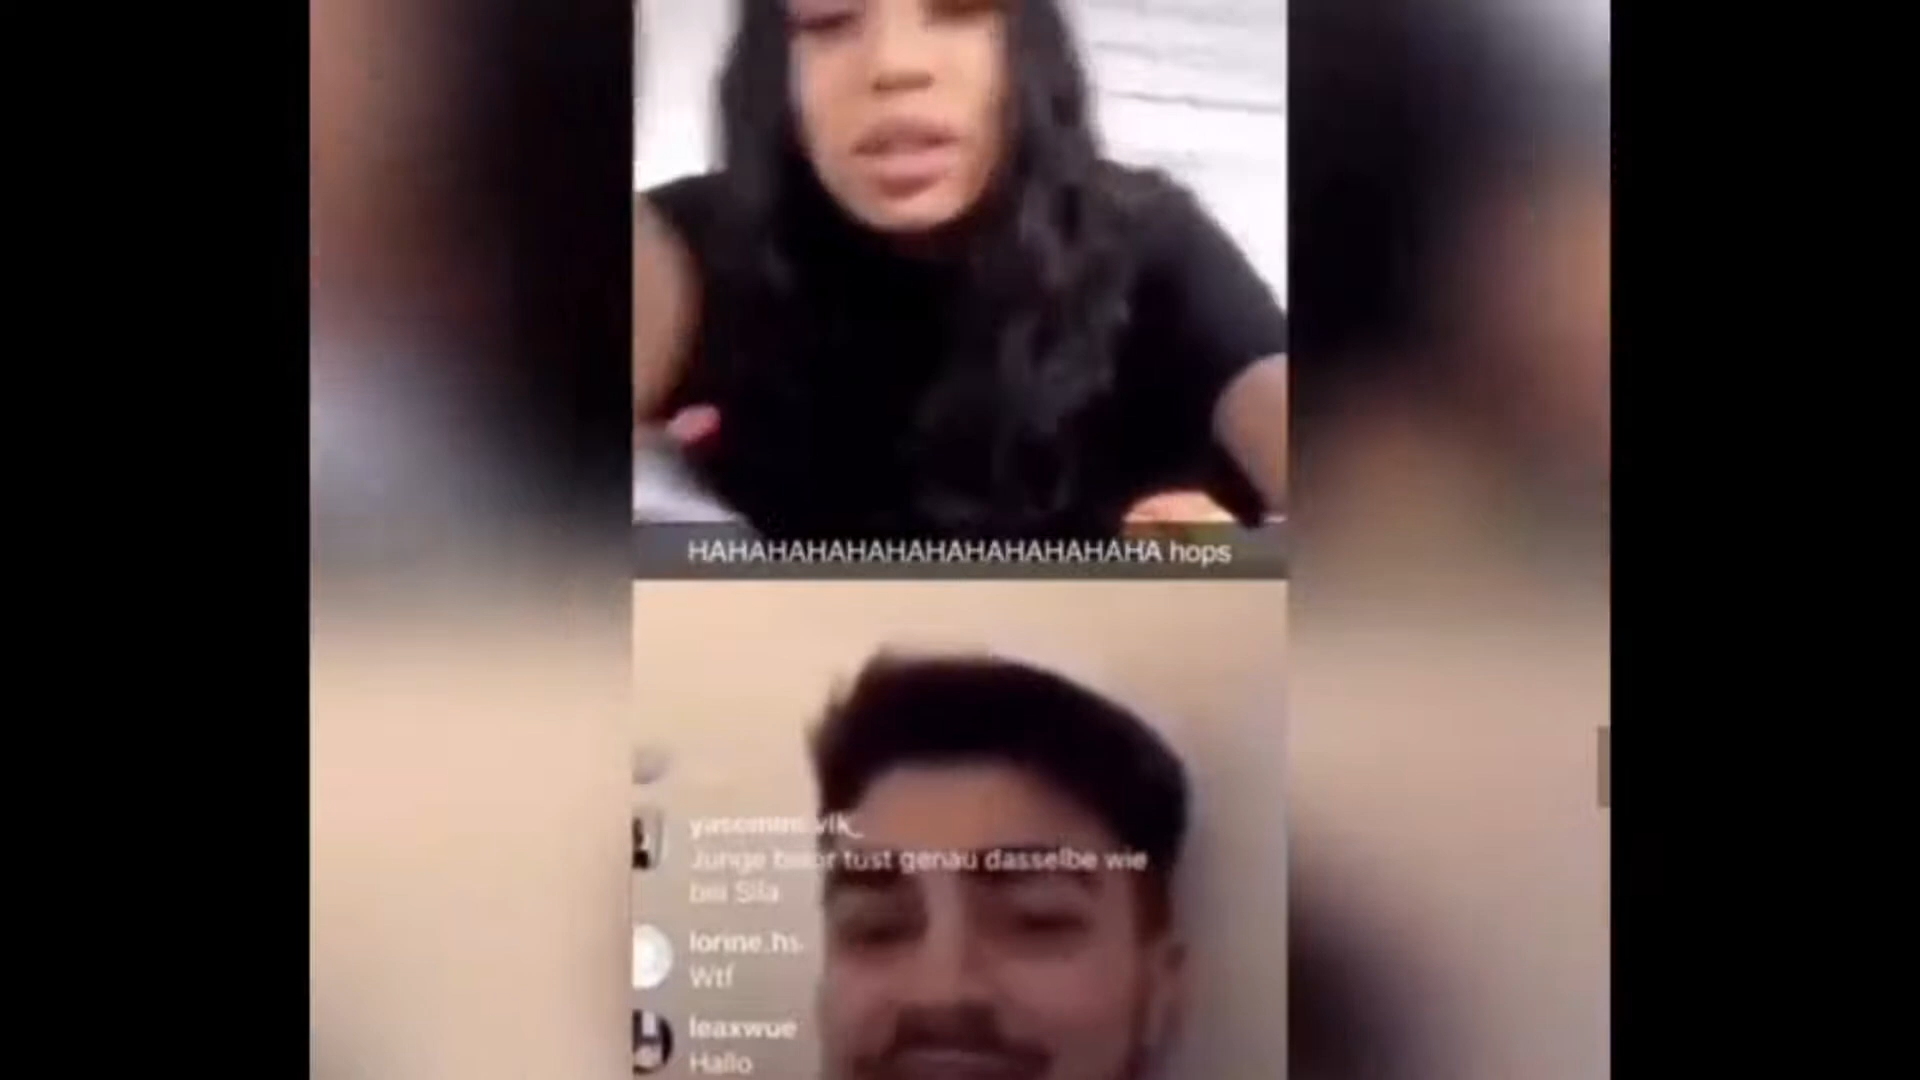 HAHAHAHAHAHAHAHAHAHAHAHA hops
Junge tust genau dasselbe wie
bei Sila
lorine.hs
Wtf
leaxwue
Hallo